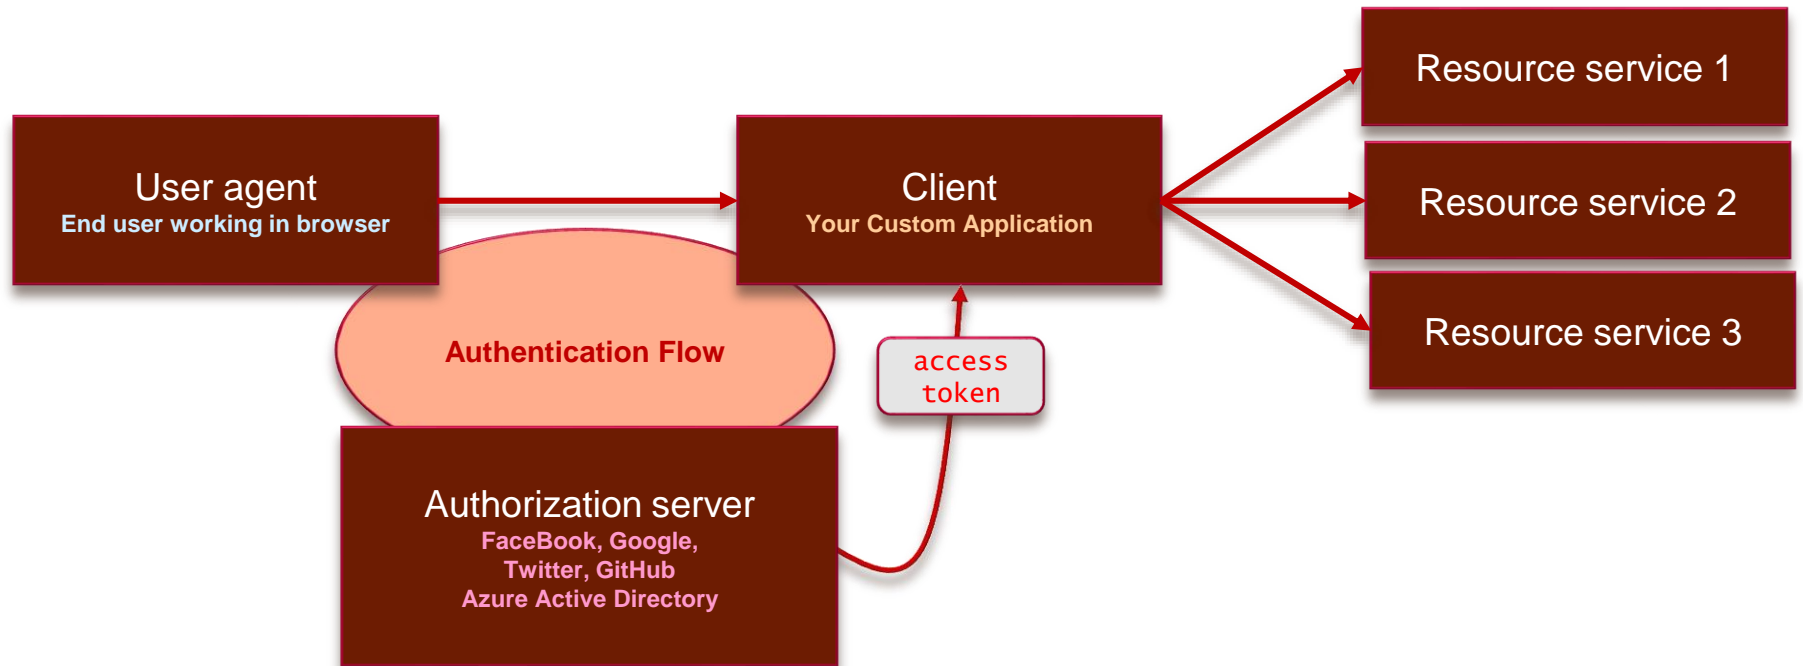 User agent
End user working in browser
Client
Your Custom Application
Resource service 1
Resource service 2
Resource service 3
Authentication Flow
access
token
Authorization server
FaceBook, Google,
Twitter, GitHub
Azure Active Directory